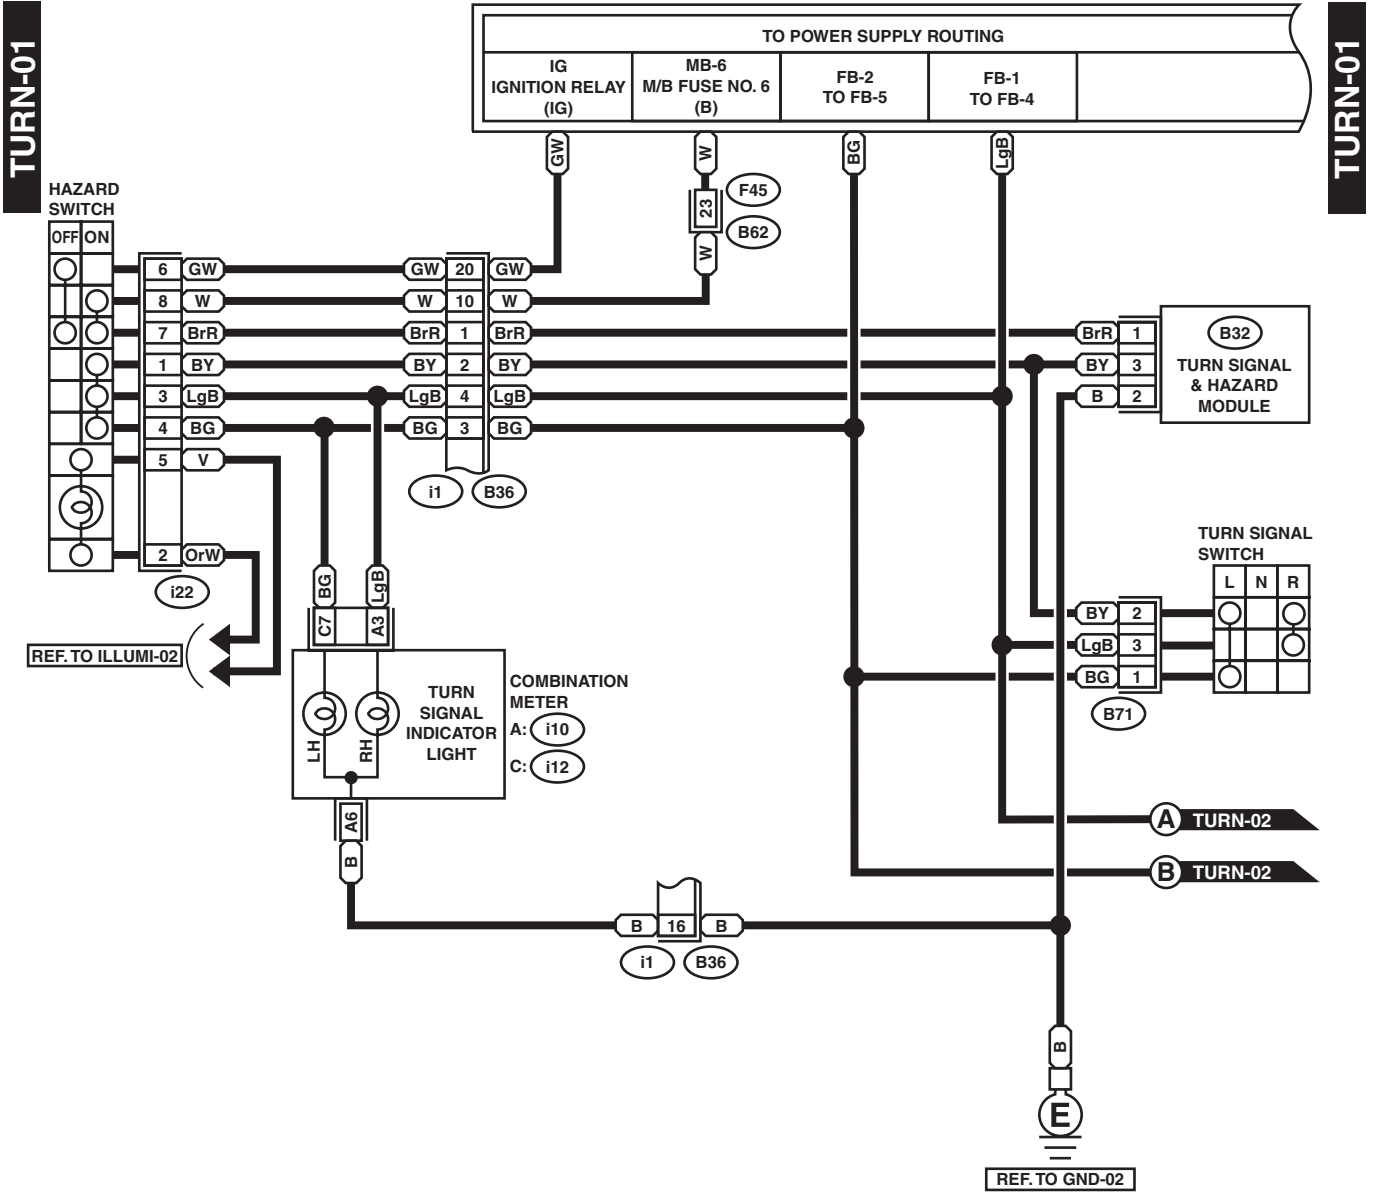 TURN-01
TURN-01
TO POWER SUPPLY ROUTING
IG
IGNITION RELAY
(IG)
MB-6
M/B FUSE NO. 6
(B)
FB-2
TO FB-5
FB-1
TO FB-4
GW
W
BG
LgB
23
F45
B62
W
HAZARD
SWITCH
OFF ON
6 GW GW 20 GW
8 W W 10 W
7 BrR BrR 1 BrR BrR 1
1 BY BY 2 BY BY 3
3 LgB LgB 4 LgB B 2
4 BG BG 3 BG
5 V
2 OrW
i22
i1 B36
B32
TURN SIGNAL
& HAZARD
MODULE
REF. TO ILLUMI-02
BG
LgB
C7
A3
LH
RH
TURN
SIGNAL
INDICATOR
LIGHT
COMBINATION
METER
A: i10
C: i12
A6
B
TURN SIGNAL
SWITCH
L N R
BY 2
LgB 3
BG 1
B71
A TURN-02
B TURN-02
B 16 B
i1 B36
B
E
REF. TO GND-02